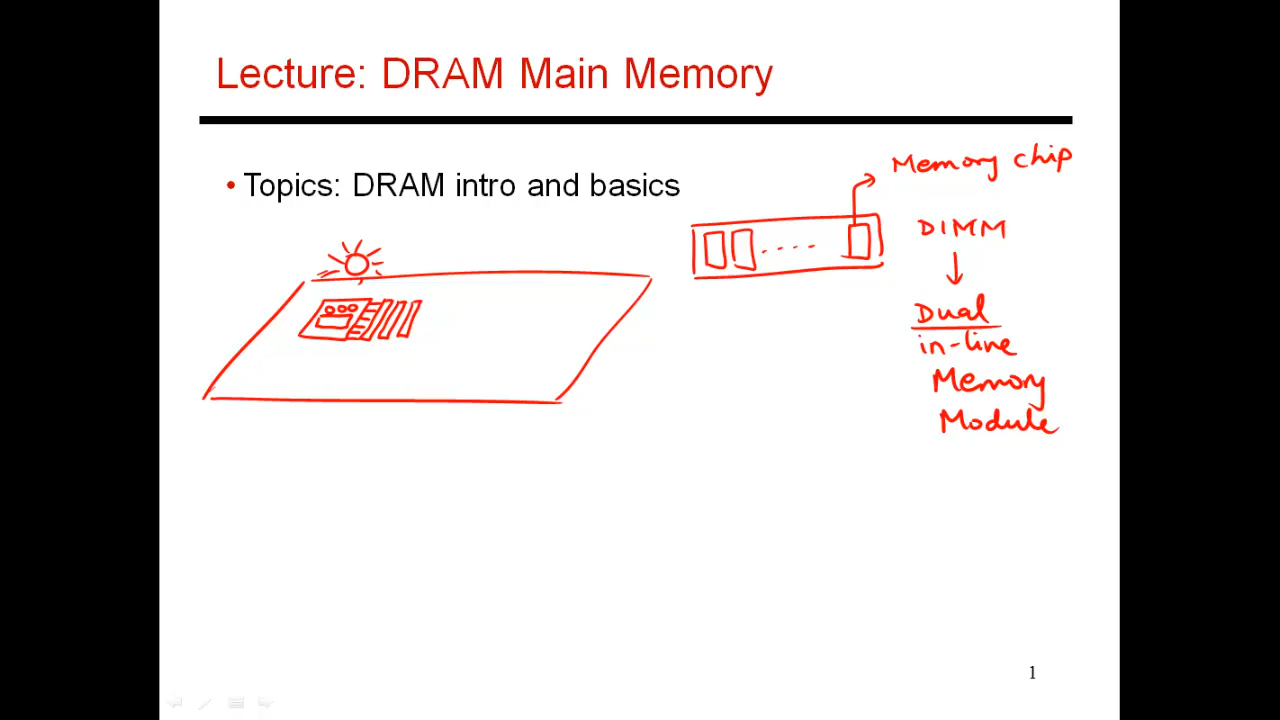 Lecture: DRAM Main Memory
• Topics: DRAM intro and basics
Memory chip
DIMM
Dual
in-line
Memory
Module
1